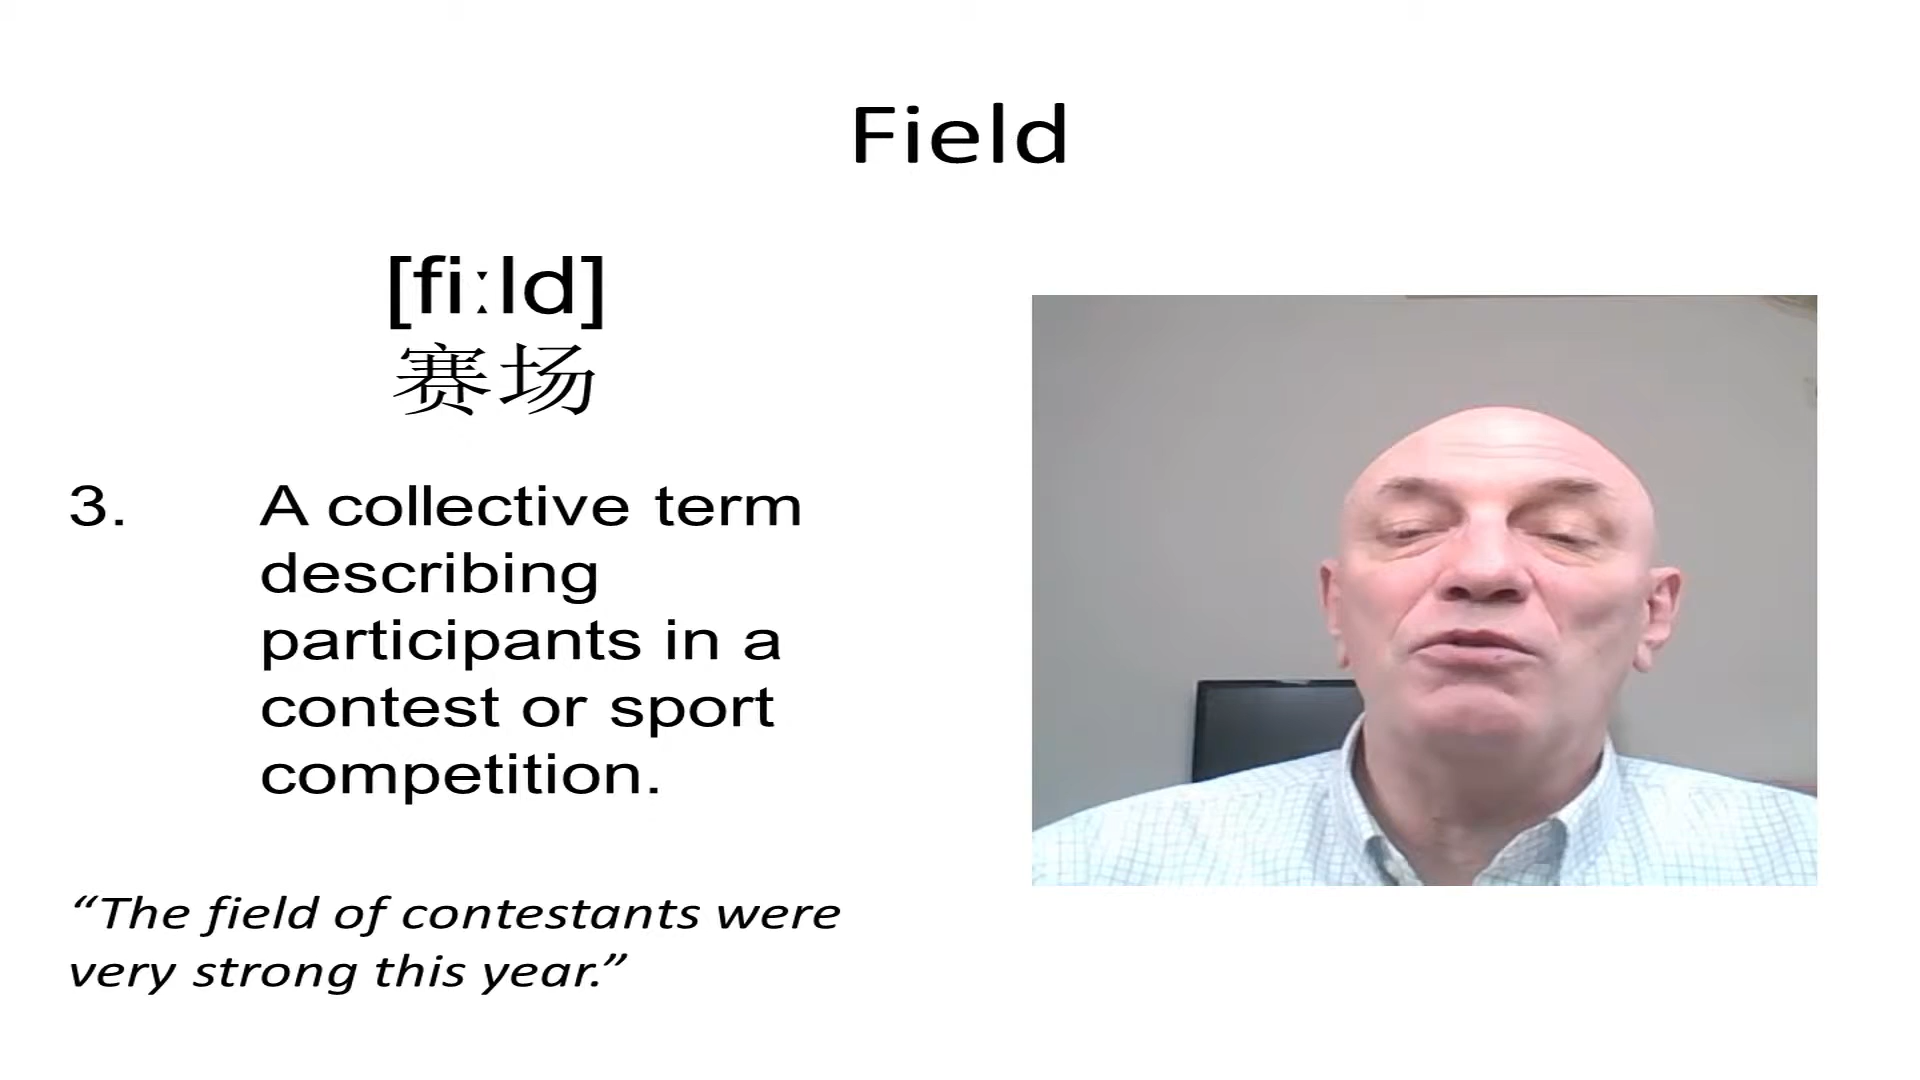 Field
[fiːld]
赛场
3. A collective term
describing
participants in a
contest or sport
competition.
“The field of contestants were
very strong this year.”